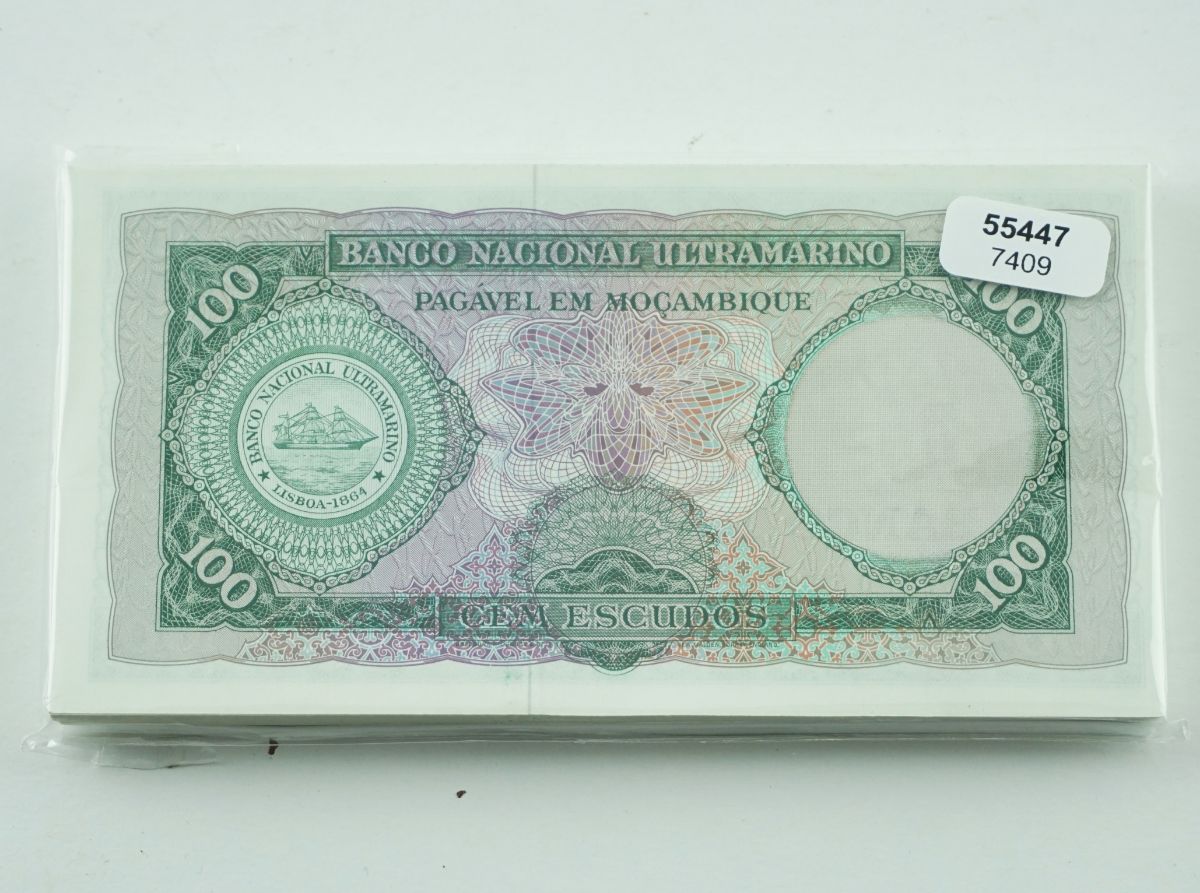 55447
7409
BANCO NACIONAL ULTRAMARINO
PAGÁVEL EM MOÇAMBIQUE
100
100
BANCO NACIONAL ULTRAMARINO
★ LISBOA-1864 ★
100
100
CEM ESCUDOS